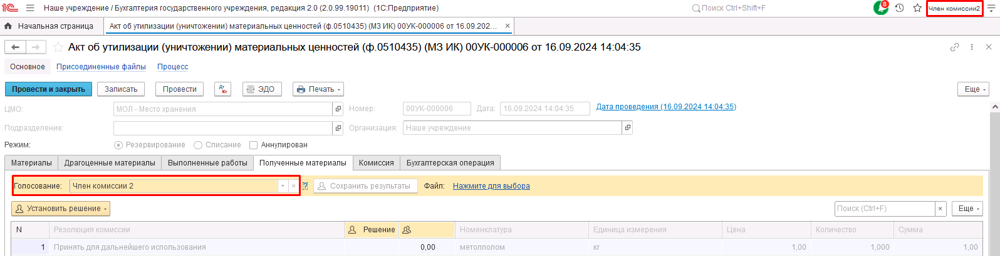 1С Наше учреждение / Бухгалтерия государственного учреждения, редакция 2.0 (2.0.99.19011) (1С:Предприятие) Поиск Ctrl+Shift+F 8 Член комиссии2
Начальная страница Акт об утилизации (уничтожении) материальных ценностей (ф.0510435) (МЗ ИК) 00УК-000006 от 16.09.202... ×
Акт об утилизации (уничтожении) материальных ценностей (ф.0510435) (МЗ ИК) 00УК-000006 от 16.09.2024 14:04:35
Основное Присоединенные файлы Процесс
Провести и закрыть Записать Провести Дт Кт ЭДО Печать Еще
ЦМО: МОЛ - Место хранения Номер: 00УК-000006 Дата: 16.09.2024 14:04:35 Дата проведения (16.09.2024 14:04:35)
Подразделение: Организация: Наше учреждение
Режим: Резервирование Списание Аннулирован
Материалы Драгоценные материалы Выполненные работы Полученные материалы Комиссия Бухгалтерская операция
Голосование: Член комиссии 2 ? Сохранить результаты Файл: Нажмите для выбора
Установить решение Поиск (Ctrl+F) × Еще
N Резолюция комиссии Решение Номенклатура Единица измерения Цена Количество Сумма
1 Принять для дальнейшего использования 0,00 метоллолом кг 1,00 1,000 1,00